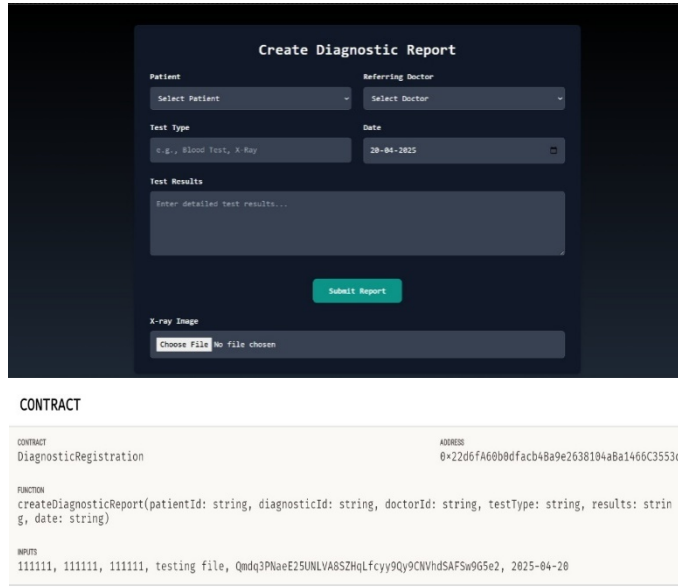 Create Diagnostic Report
Patient Referring Doctor
Select Patient Select Doctor
Test Type Date
e.g., Blood Test, X-Ray 20-04-2025
Test Results
Enter detailed test results...
Submit Report
X-ray Image
Choose File No file chosen
CONTRACT
CONTRACT ADDRESS
DiagnosticRegistration 0×22d6fA60b0dfacb4Ba9e2638104aBa1466C3553
FUNCTION
createDiagnosticReport(patientId: string, diagnosticId: string, doctorId: string, testType: string, results: strin
g, date: string)
INPUTS
111111, 111111, 111111, testing file, Qmdq3PNaeE25UNLVA8SZHqLfcyy9Qy9CNVhdSAFSw9G5e2, 2025-04-20